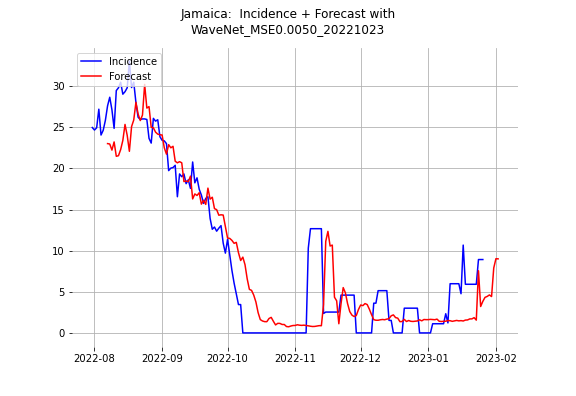 Jamaica:  Incidence + Forecast with
WaveNet_MSE0.0050_20221023
Incidence
Forecast
30
25
20
15
10
5
0
2022-08 2022-09 2022-10 2022-11 2022-12 2023-01 2023-02